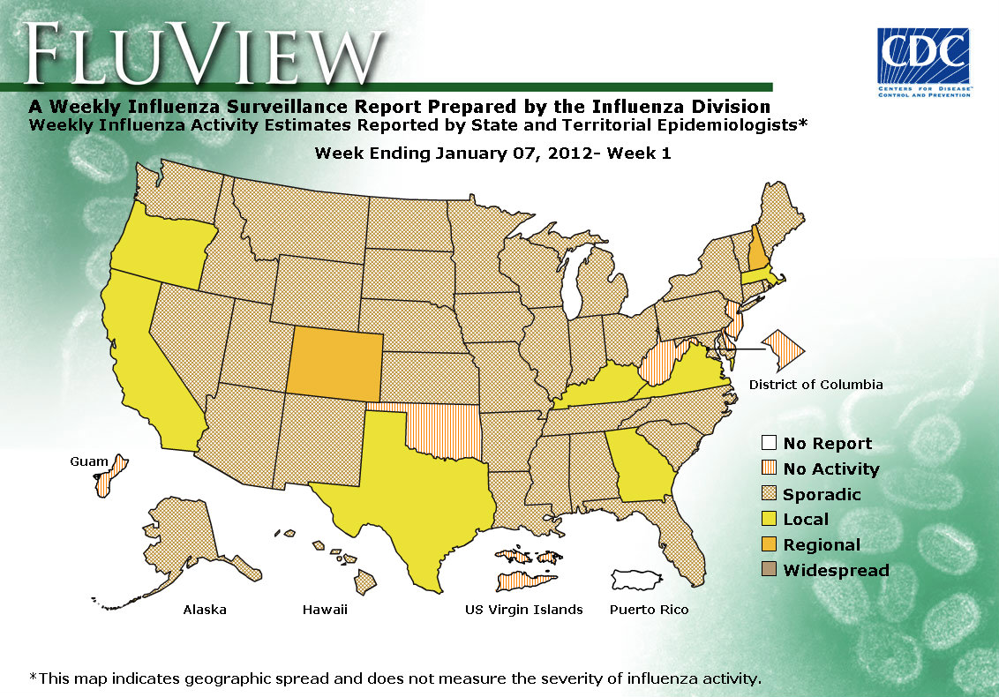 FLUVIEW
CDC
CENTERS FOR DISEASE™
CONTROL AND PREVENTION
A Weekly Influenza Surveillance Report Prepared by the Influenza Division
Weekly Influenza Activity Estimates Reported by State and Territorial Epidemiologists*
Week Ending January 07, 2012- Week 1
District of Columbia
No Report
Guam
No Activity
Sporadic
Local
Regional
Widespread
Alaska
Hawaii
US Virgin Islands
Puerto Rico
*This map indicates geographic spread and does not measure the severity of influenza activity.